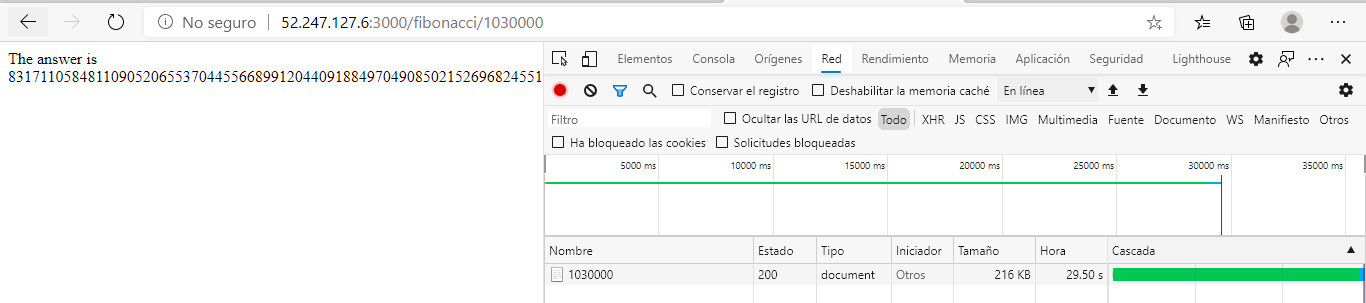 No seguro | 52.247.127.6:3000/fibonacci/1030000
The answer is
8317110584811090520655370445566899120440918849704908502152696824551
Elementos Consola Orígenes Red Rendimiento Memoria Aplicación Seguridad Lighthouse
Conservar el registro Deshabilitar la memoria caché En línea
Filtro Ocultar las URL de datos Todo XHR JS CSS IMG Multimedia Fuente Documento WS Manifiesto Otros
Ha bloqueado las cookies Solicitudes bloqueadas
5000 ms 10000 ms 15000 ms 20000 ms 25000 ms 30000 ms 35000 ms
Nombre Estado Tipo Iniciador Tamaño Hora Cascada
1030000 200 document Otros 216 KB 29.50 s